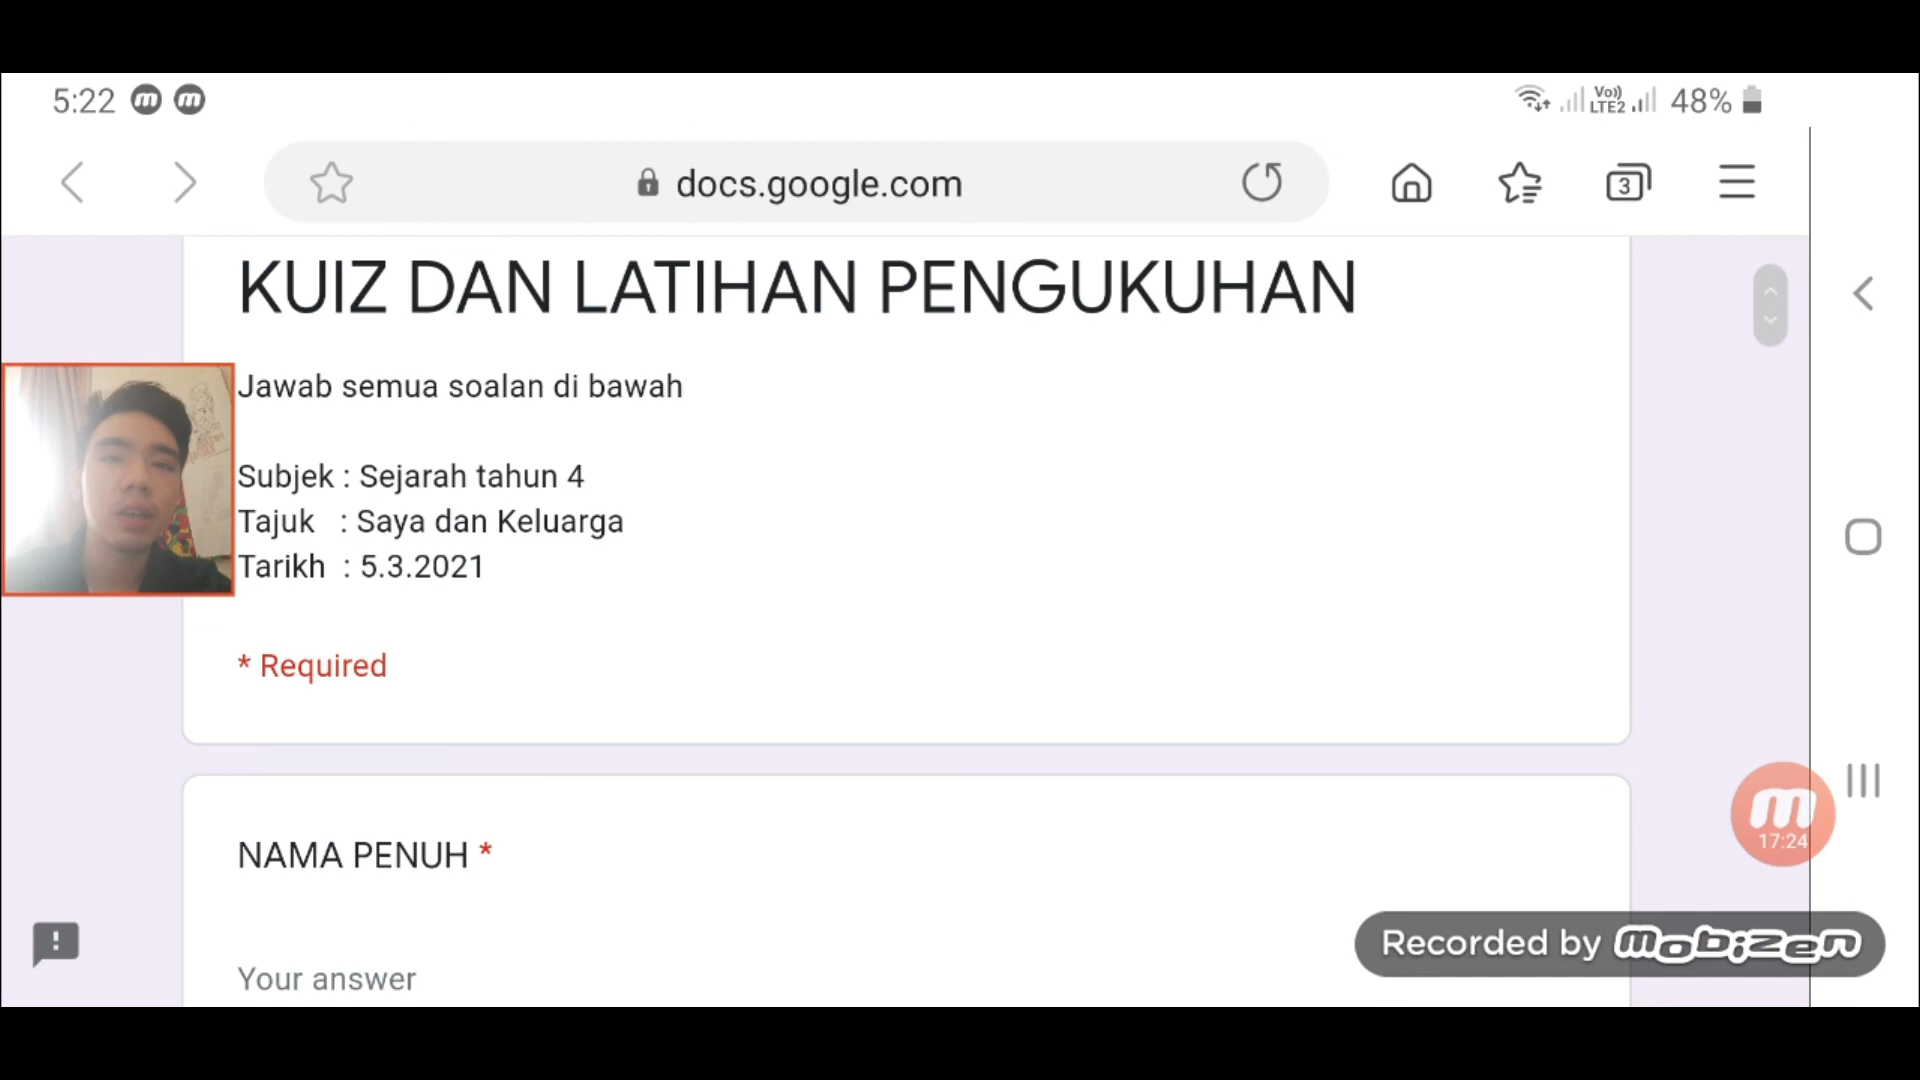 5:22
Vo)) LTE2 48%
docs.google.com
3
KUIZ DAN LATIHAN PENGUKUHAN
Jawab semua soalan di bawah
Subjek : Sejarah tahun 4
Tajuk : Saya dan Keluarga
Tarikh : 5.3.2021
* Required
NAMA PENUH *
17:24
Your answer
Recorded by mobizen